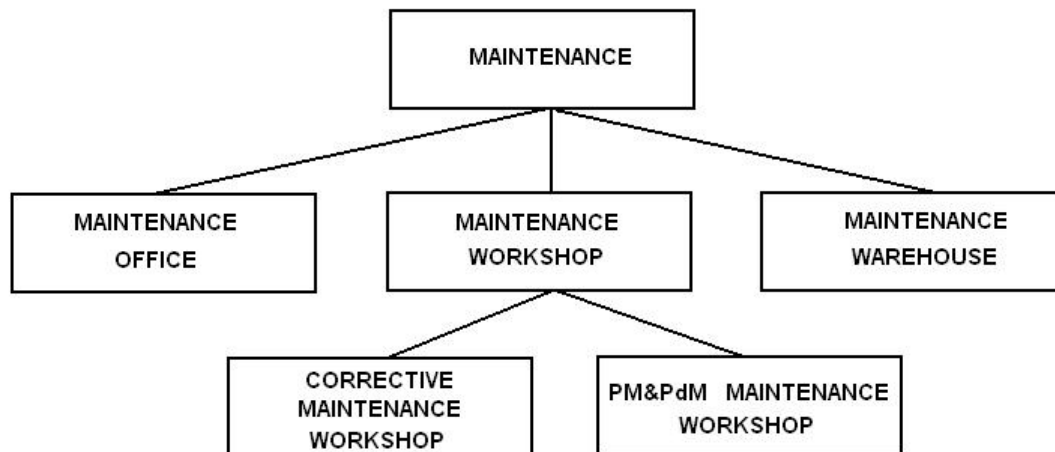 MAINTENANCE
MAINTENANCE
OFFICE
MAINTENANCE
WORKSHOP
MAINTENANCE
WAREHOUSE
CORRECTIVE
MAINTENANCE
WORKSHOP
PM&PdM MAINTENANCE
WORKSHOP